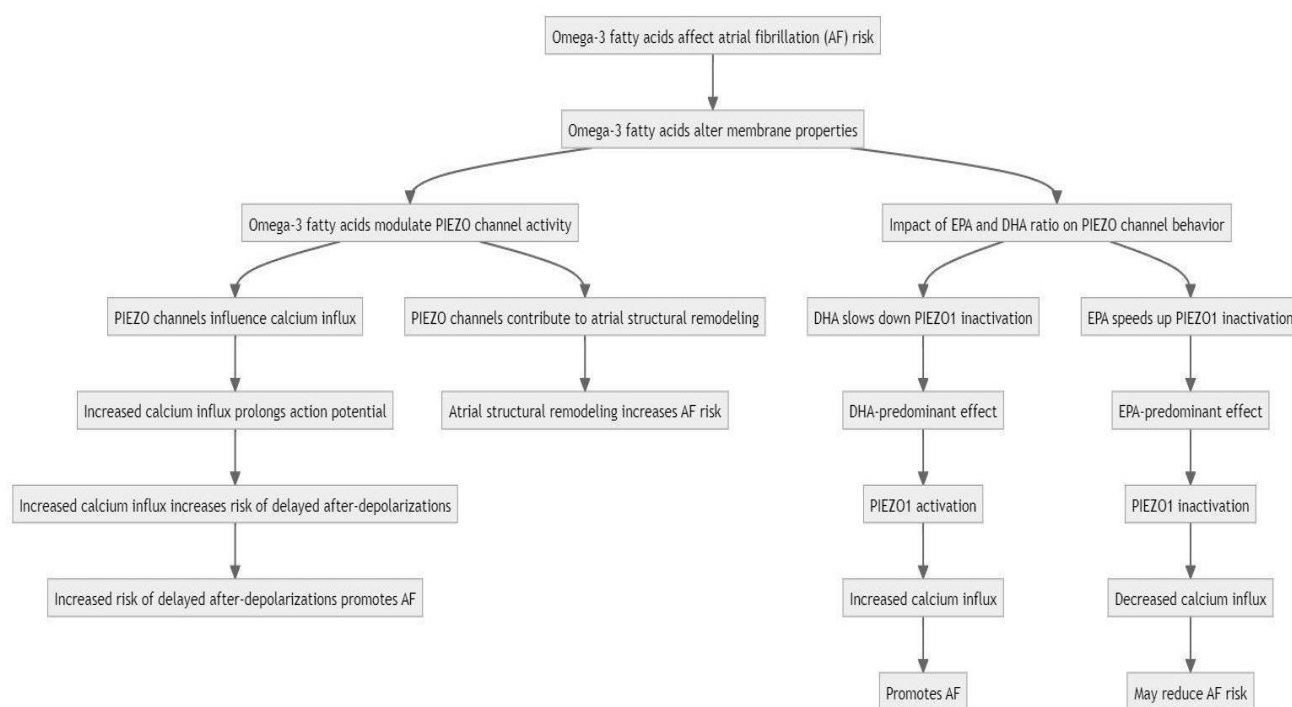 Omega-3 fatty acids affect atrial fibrillation (AF) risk
Omega-3 fatty acids alter membrane properties
Omega-3 fatty acids modulate PIEZO channel activity
Impact of EPA and DHA ratio on PIEZO channel behavior
PIEZO channels influence calcium influx
PIEZO channels contribute to atrial structural remodeling
DHA slows down PIEZO1 inactivation
EPA speeds up PIEZO1 inactivation
Increased calcium influx prolongs action potential
Atrial structural remodeling increases AF risk
DHA-predominant effect
EPA-predominant effect
Increased calcium influx increases risk of delayed after-depolarizations
PIEZO1 activation
PIEZO1 inactivation
Increased risk of delayed after-depolarizations promotes AF
Increased calcium influx
Decreased calcium influx
Promotes AF
May reduce AF risk